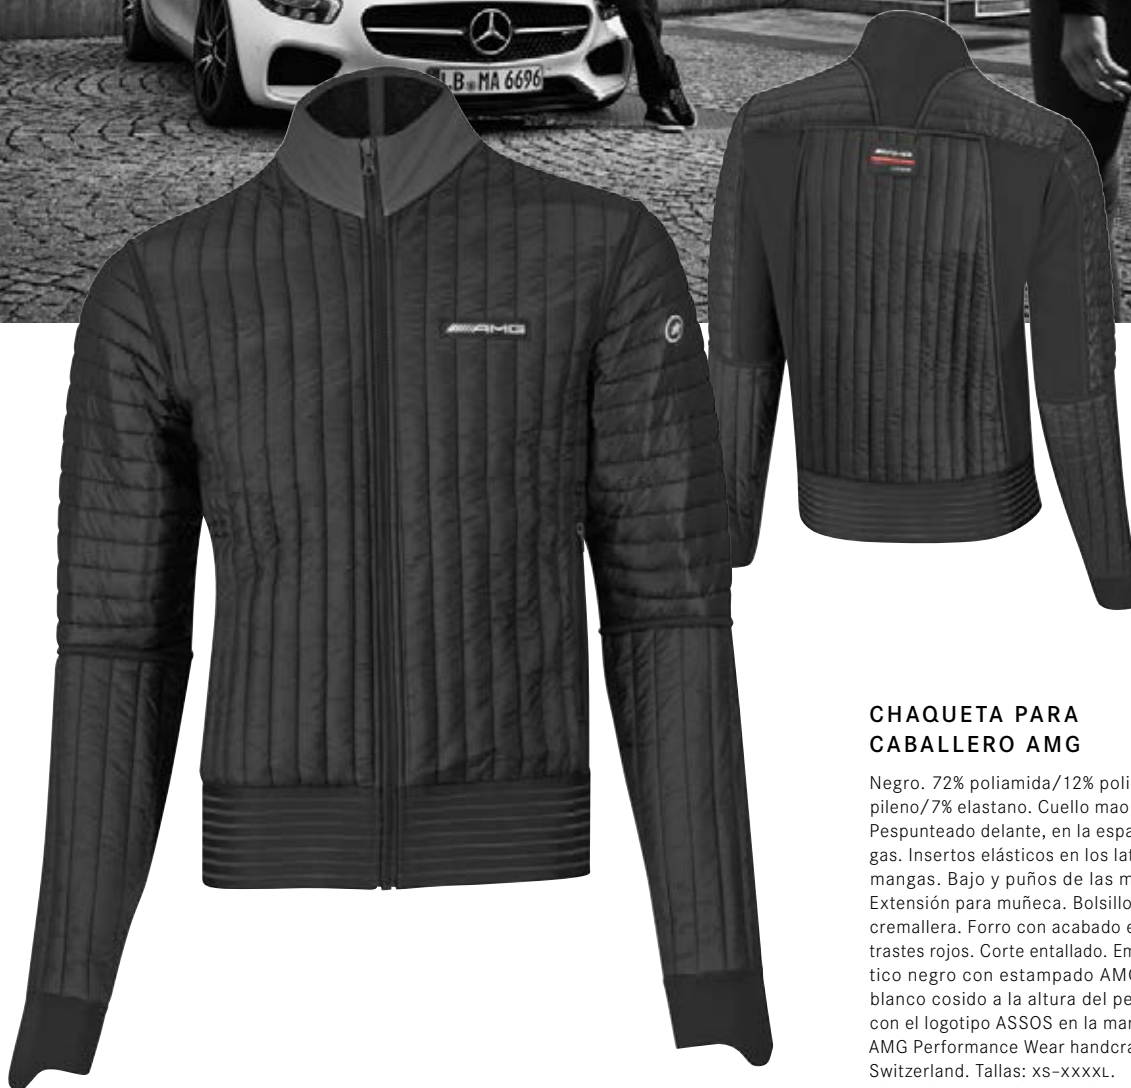 LB MA 6696
AMG
CHAQUETA PARA
CABALLERO AMG
Negro. 72% poliamida/12% poli
pileno/7% elastano. Cuello mao
Pespunteado delante, en la espa
gas. Insertos elásticos en los lat
mangas. Bajo y puños de las m
Extensión para muñeca. Bolsillo
cremallera. Forro con acabado e
trastes rojos. Corte entallado. Em
tico negro con estampado AMG
blanco cosido a la altura del pe
con el logotipo ASSOS en la mar
AMG Performance Wear handcra
Switzerland. Tallas: XS–XXXXL.